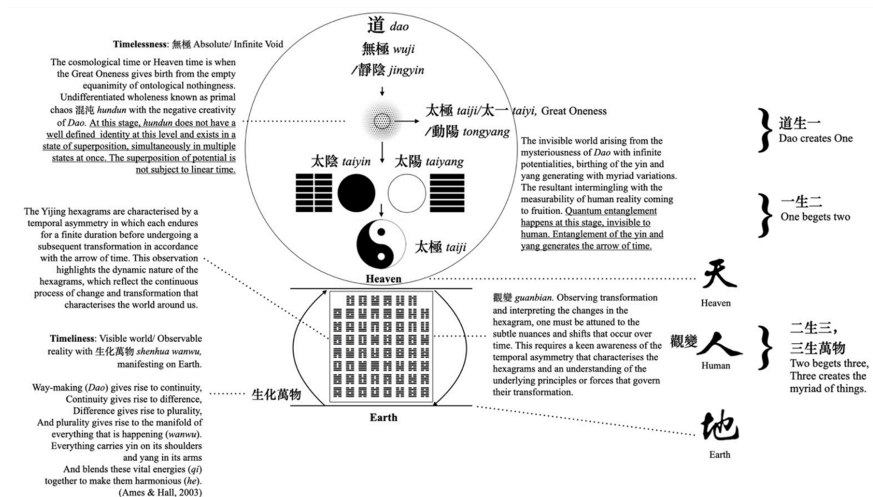 道 dao
無極 wuji
/靜陰 jingyin
Timelessness: 無極 Absolute/ Infinite Void
The cosmological time or Heaven time is when
the Great Oneness gives birth from the empty
equanimity of ontological nothingness.
Undifferentiated wholeness known as primal
chaos 混沌 hundun with the negative creativity
of Dao. At this stage, hundun does not have a
well defined identity at this level and exists in a
state of superposition, simultaneously in multiple
states at once. The superposition of potential is
not subject to linear time.
太極 taiji/太一 taiyi, Great Oneness
/動陽 tongyang
太陰 taiyin
太陽 taiyang
The invisible world arising from the
mysteriousness of Dao with infinite
potentialities, birthing of the yin and
yang generating with myriad variations.
The resultant intermingling with the
measurability of human reality coming
to fruition. Quantum entanglement
happens at this stage, invisible to
human. Entanglement of the yin and
yang generates the arrow of time.
} 道生一
Dao creates One
} 一生二
One begets two
太極 taiji
Heaven
The Yijing hexagrams are characterised by a
temporal asymmetry in which each endures
for a finite duration before undergoing a
subsequent transformation in accordance
with the arrow of time. This observation
highlights the dynamic nature of the
hexagrams, which reflect the continuous
process of change and transformation that
characterises the world around us.
天
Heaven
觀變 guanbian. Observing transformation
and interpreting the changes in the
hexagram, one must be attuned to the
subtle nuances and shifts that occur over
time. This requires a keen awareness of the
temporal asymmetry that characterises the
hexagrams and an understanding of the
underlying principles or forces that govern
their transformation.
觀變 人
Human
} 二生三，
三生萬物
Two begets three,
Three creates the
myriad of things.
Timeliness: Visible world/ Observable
reality with 生化萬物 shenhua wanwu,
manifesting on Earth.
Way-making (Dao) gives rise to continuity,
Continuity gives rise to difference,
Difference gives rise to plurality,
And plurality gives rise to the manifold of
everything that is happening (wanwu).
Everything carries yin on its shoulders
and yang in its arms
And blends these vital energies (qi)
together to make them harmonious (he).
(Ames & Hall, 2003)
生化萬物
Earth
地
Earth